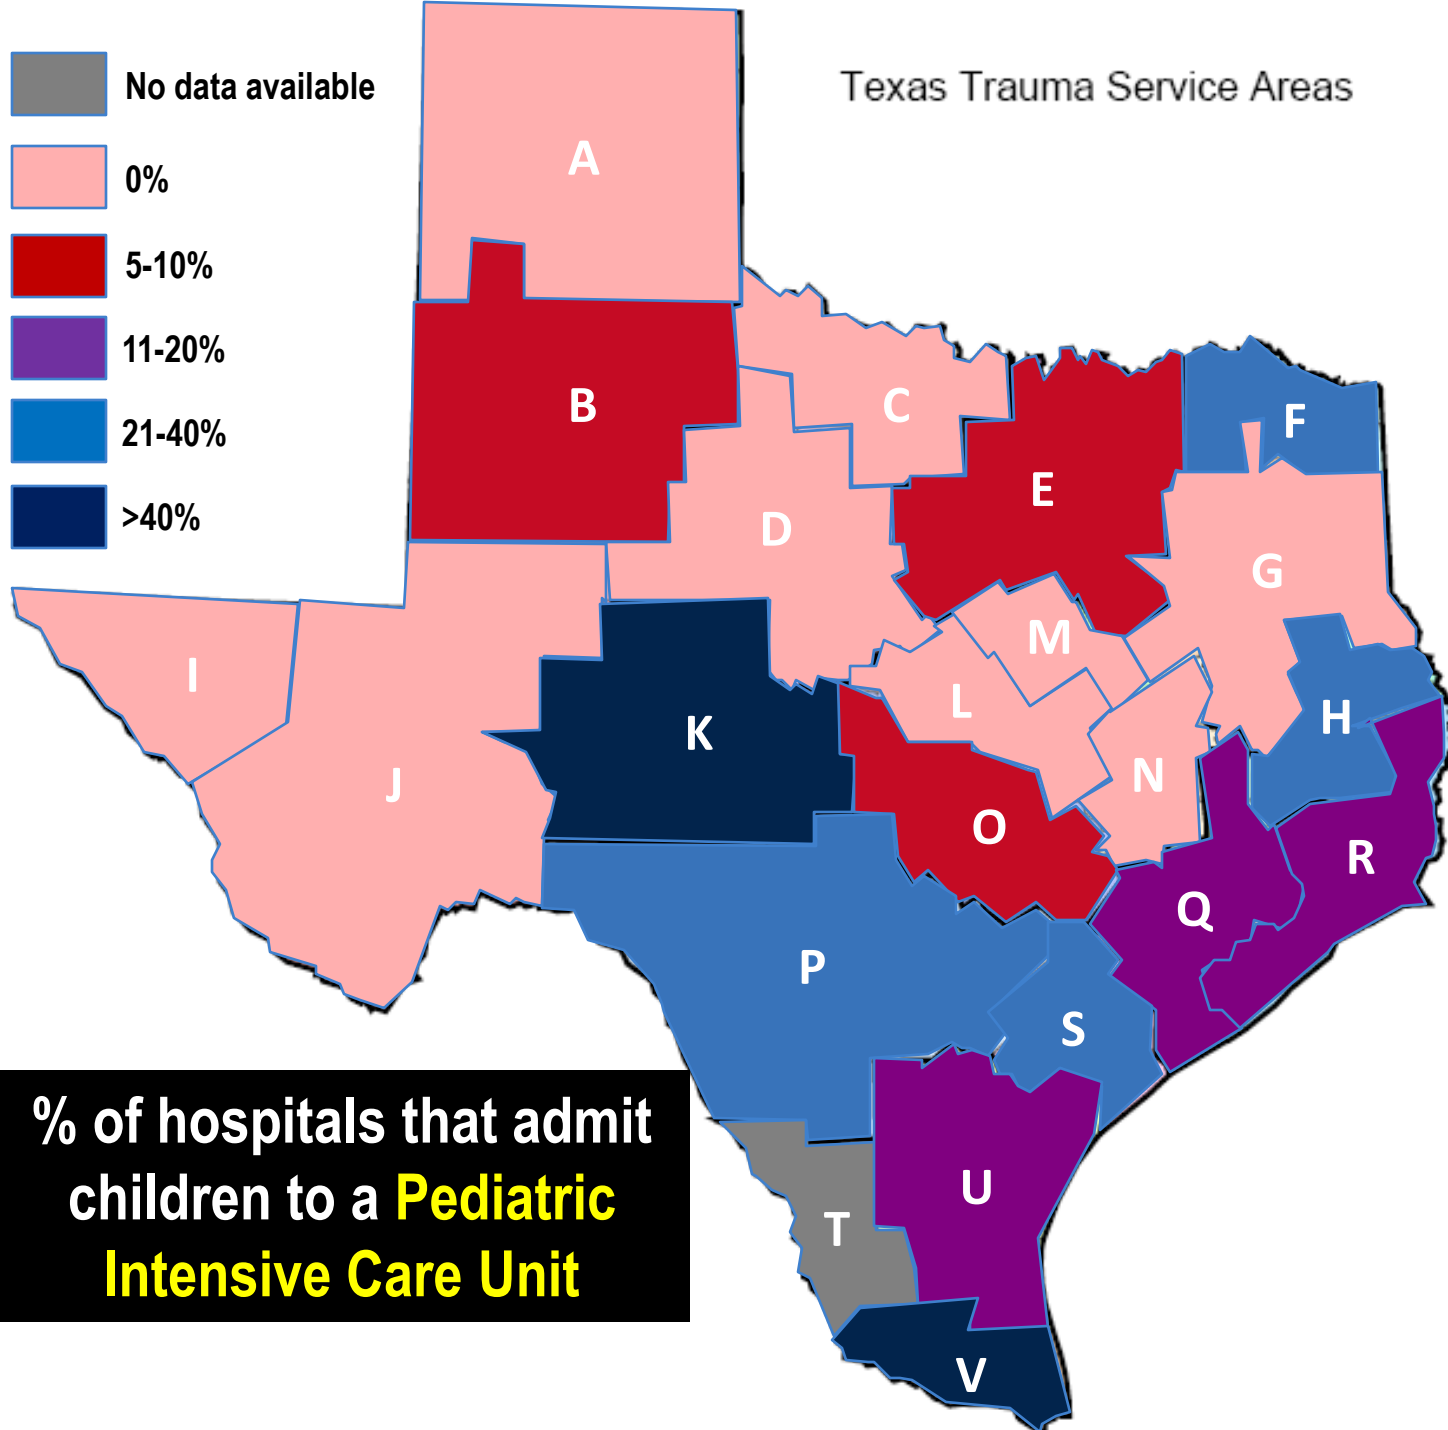 Texas Trauma Service Areas
No data available
0%
5-10%
11-20%
21-40%
>40%
A
B
C
D
E
F
G
H
I
J
K
L
M
N
O
P
Q
R
S
T
U
V
% of hospitals that admit
children to a Pediatric
Intensive Care Unit